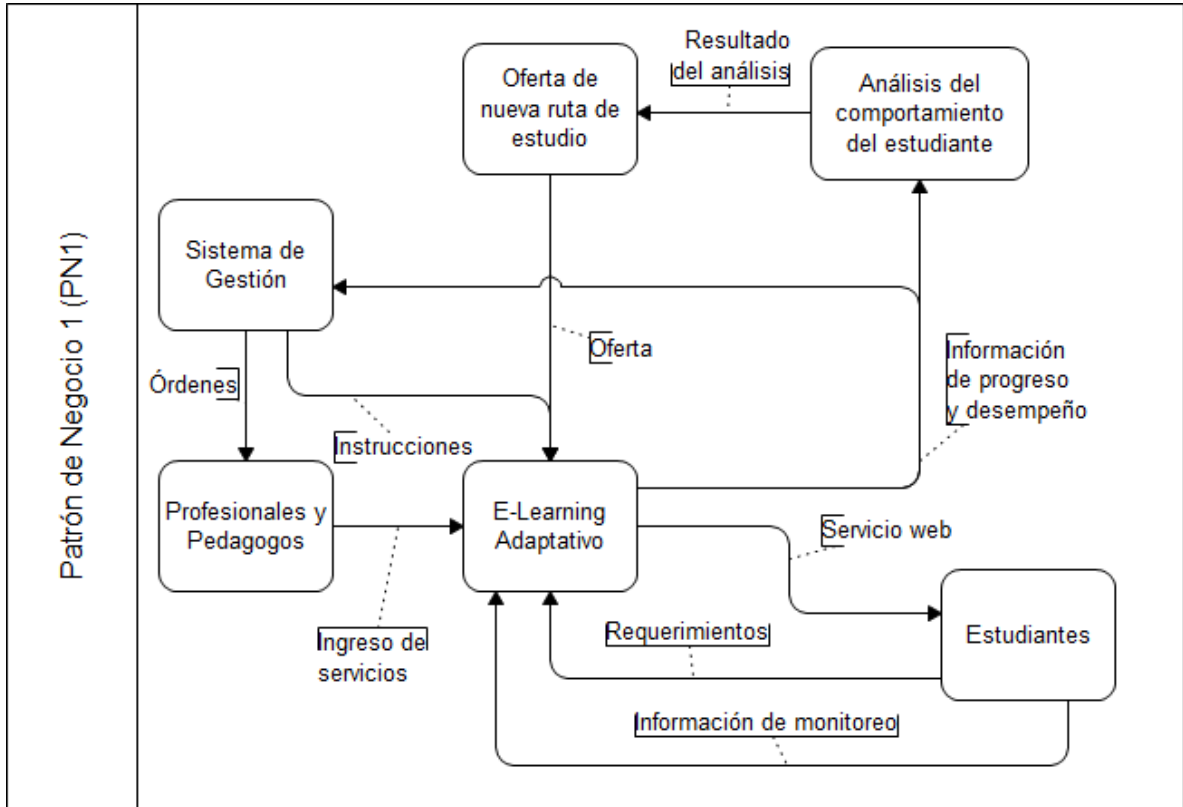 Patrón de Negocio 1 (PN1)
Resultado
del análisis
Oferta de
nueva ruta de
estudio
Análisis del
comportamiento
del estudiante
Sistema de
Gestión
Oferta
Información
de progreso
y desempeño
Órdenes
Instrucciones
Profesionales y
Pedagogos
E-Learning
Adaptativo
Servicio web
Ingreso de
servicios
Requerimientos
Estudiantes
Información de monitoreo